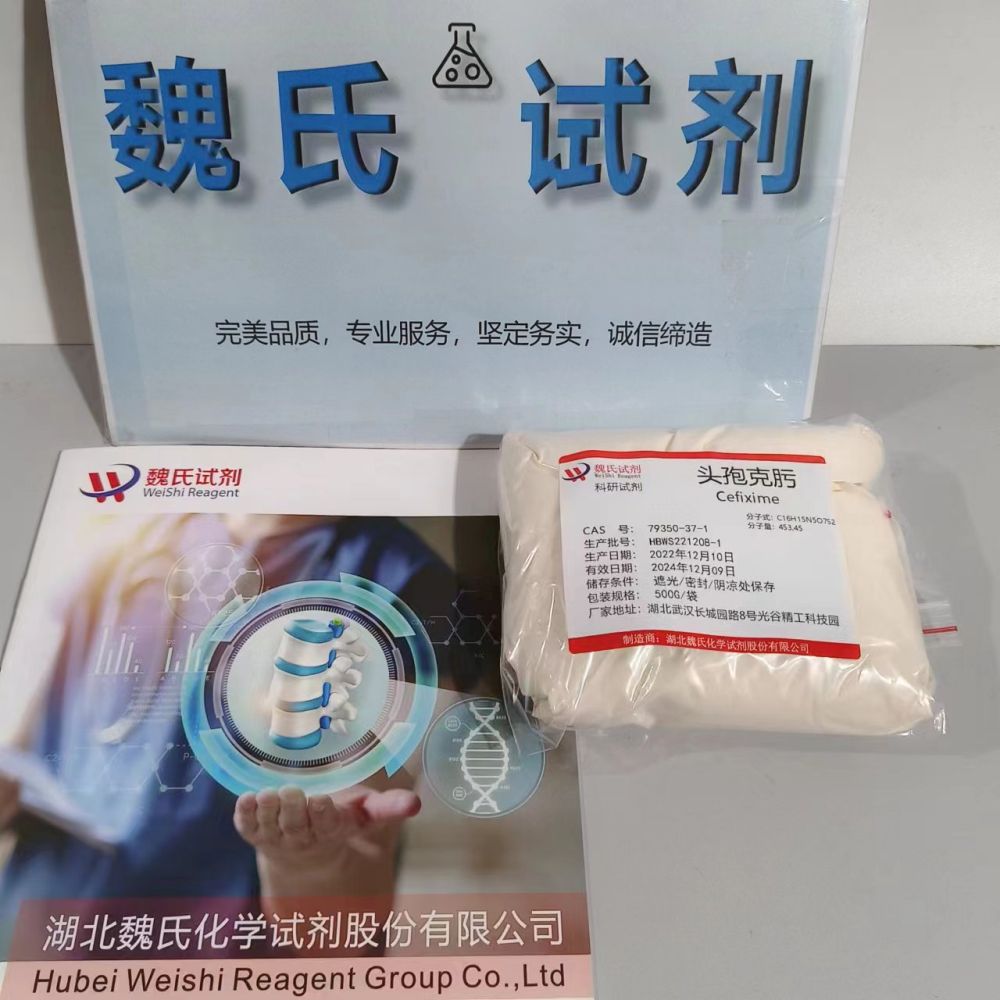 魏氏试剂
完美品质，专业服务，坚定务实，诚信缔造
魏氏试剂
WeiShi Reagent
湖北魏氏化学试剂股份有限公司
Hubei Weishi Reagent Group Co.,Ltd
魏氏试剂
WeiShi Reagent
科研试剂
头孢克肟
Cefixime
分子式：C16H15N5O7S2
分子量：453.45
CAS 号：79350-37-1
生产批号：HBWS221208-1
生产日期：2022年12月10日
有效日期：2024年12月09日
储存条件：遮光/密封/阴凉处保存
包装规格：500G/袋
厂家地址：湖北武汉长城园路8号光谷精工科技园
制造商：湖北魏氏化学试剂股份有限公司